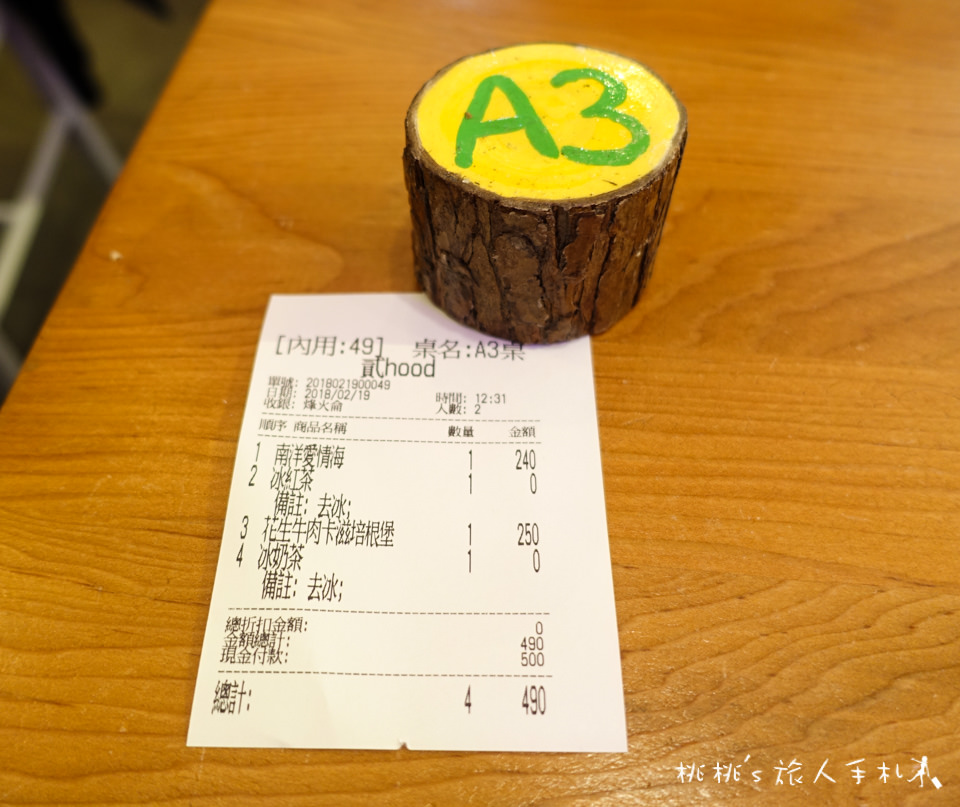 A3
[內用:49] 桌名:A3桌
貳hood
單號: 2018021900049
日期: 2018/02/19 時間: 12:31
收銀: 烽火侖 人數: 2
順序 商品名稱 數量 金額
1 南洋愛情海 1 240
2 冰紅茶 1 0
備註: 去冰;
3 花生牛肉卡滋培根堡 1 250
4 冰奶茶 1 0
備註: 去冰;
總折扣金額: 0
金額總計: 490
現金付款: 500
總計: 4 490
桃桃's旅人手札